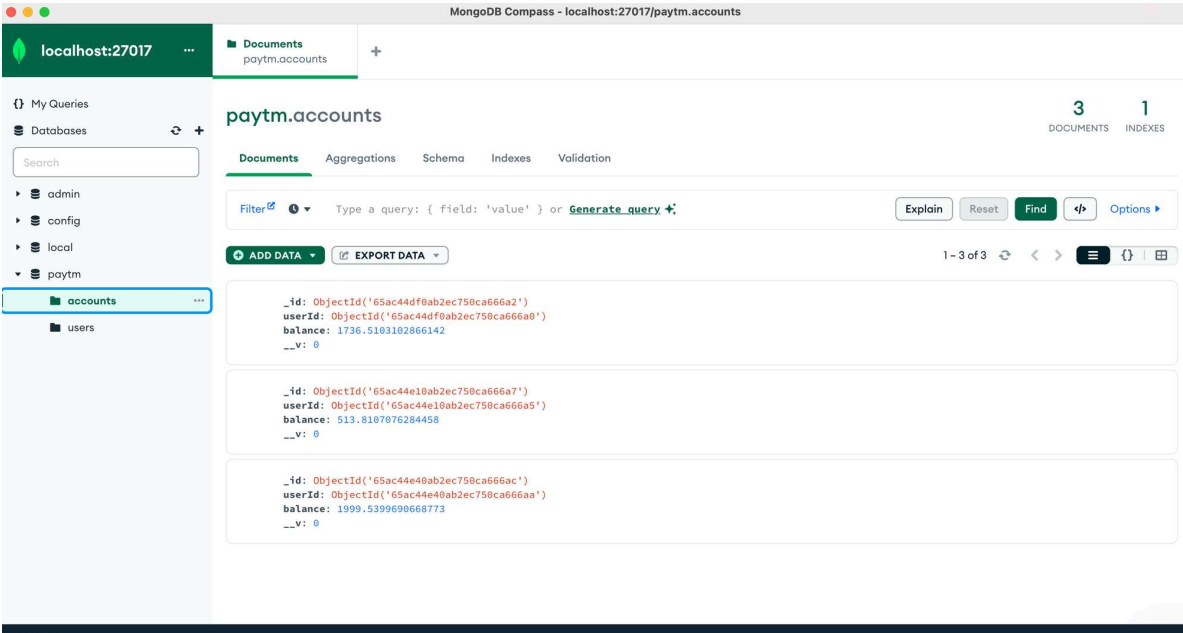 MongoDB Compass - localhost:27017/paytm.accounts
localhost:27017 ...
Documents
paytm.accounts
+
{} My Queries
Databases
Search
admin
config
local
paytm
accounts ...
users
paytm.accounts
3
DOCUMENTS
1
INDEXES
Documents Aggregations Schema Indexes Validation
Filter Type a query: { field: 'value' } or Generate query Explain Reset Find </> Options
ADD DATA EXPORT DATA 1 – 3 of 3 {}
_id: ObjectId('65ac44df0ab2ec750ca666a2')
userId: ObjectId('65ac44df0ab2ec750ca666a0')
balance: 1736.5103102866142
__v: 0
_id: ObjectId('65ac44e10ab2ec750ca666a7')
userId: ObjectId('65ac44e10ab2ec750ca666a5')
balance: 513.8107076284458
__v: 0
_id: ObjectId('65ac44e40ab2ec750ca666ac')
userId: ObjectId('65ac44e40ab2ec750ca666aa')
balance: 1999.5399690668773
__v: 0